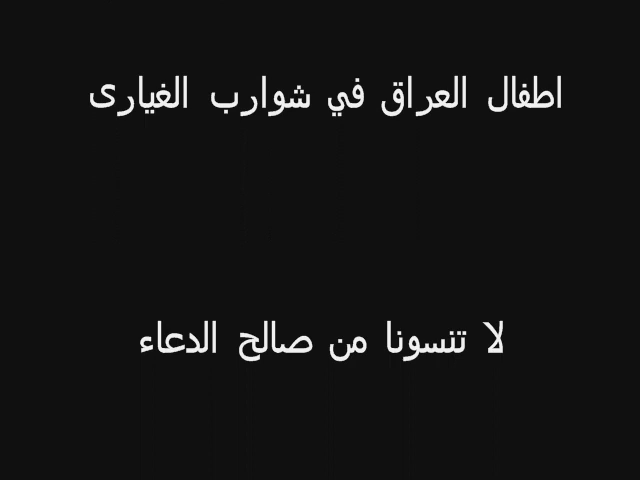 اطفال العراق في شوارب الغيارى
لا تنسونا من صالح الدعاء